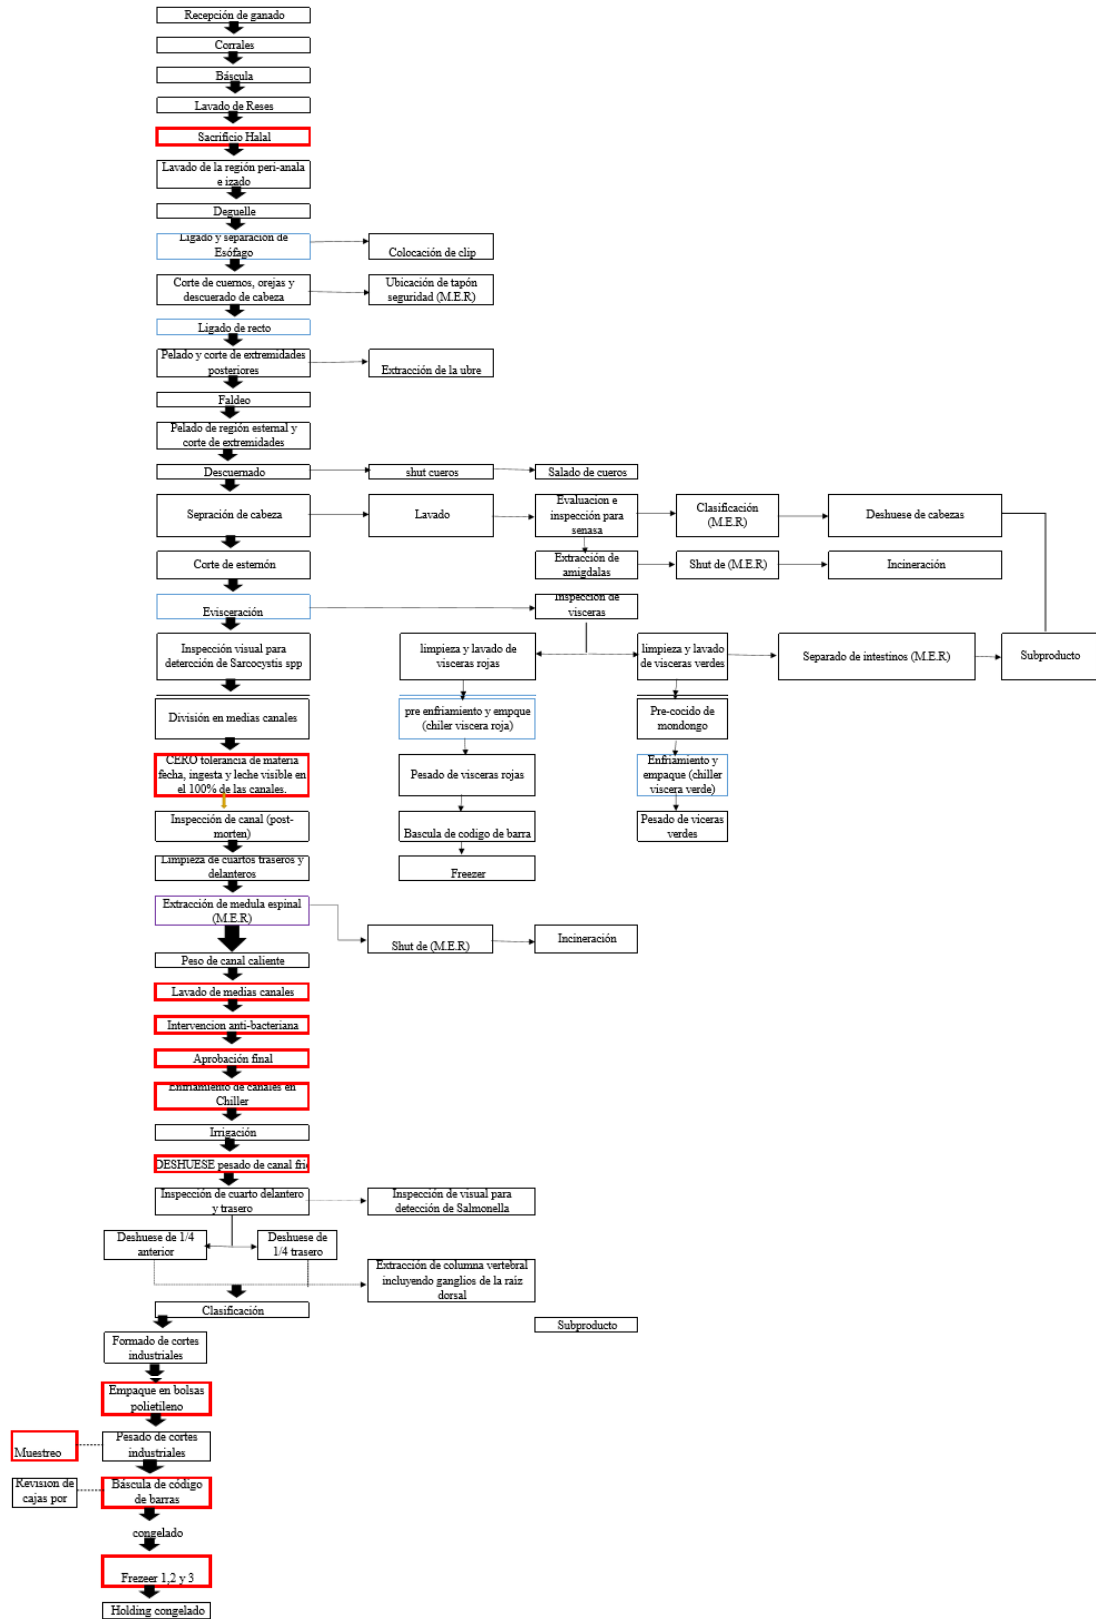 Recepción de ganado
Corrales
Báscula
Lavado de Reses
Sacrificio Halal
Lavado de la región peri-anala
e izado
Deguelle
Ligado y separación de
Esófago
Colocación de clip
Corte de cuernos, orejas y
descuerado de cabeza
Ubicación de tapón
seguridad (M.E.R)
Ligado de recto
Pelado y corte de extremidades
posteriores
Extracción de la ubre
Faldeo
Pelado de región esternal y
corte de extremidades
Descuernado
shut cueros
Salado de cueros
Sepración de cabeza
Lavado
Evaluacion e
inspección para
senasa
Clasificación
(M.E.R)
Deshuese de cabezas
Corte de esternón
Extracción de
amigdalas
Shut de (M.E.R)
Incineración
Evisceración
Inspección de
visceras
Inspección visual para
deterción de Sarcocystis spp
limpieza y lavado de
visceras rojas
limpieza y lavado
de visceras verdes
Separado de intestinos (M.E.R)
Subproducto
División en medias canales
pre enfriamiento y empque
(chiler viscera roja)
Pre-cocido de
mondongo
CERO tolerancia de materia
fecha, ingesta y leche visible en
el 100% de las canales.
Pesado de visceras rojas
Enfriamiento y
empaque (chiller
viscera verde)
Inspección de canal (post-
morten)
Bascula de codigo de barra
Pesado de viceras
verdes
Limpieza de cuartos traseros y
delanteros
Freezer
Extracción de medula espinal
(M.E.R)
Shut de (M.E.R)
Incineración
Peso de canal caliente
Lavado de medias canales
Intervencion anti-bacteriana
Aprobación final
Enfriamiento de canales en
Chiller
Irrigación
DESHUESE pesado de canal frio
Inspección de cuarto delantero
y trasero
Inspección de visual para
detección de Salmonella
Deshuese de 1/4
anterior
Deshuese de
1/4 trasero
Extracción de columna vertebral
incluyendo ganglios de la raíz
dorsal
Clasificación
Subproducto
Formado de cortes
industriales
Empaque en bolsas
polietileno
Muestreo
Pesado de cortes
industriales
Revision de
cajas por
Báscula de código
de barras
congelado
Frezeer 1,2 y 3
Holding congelado